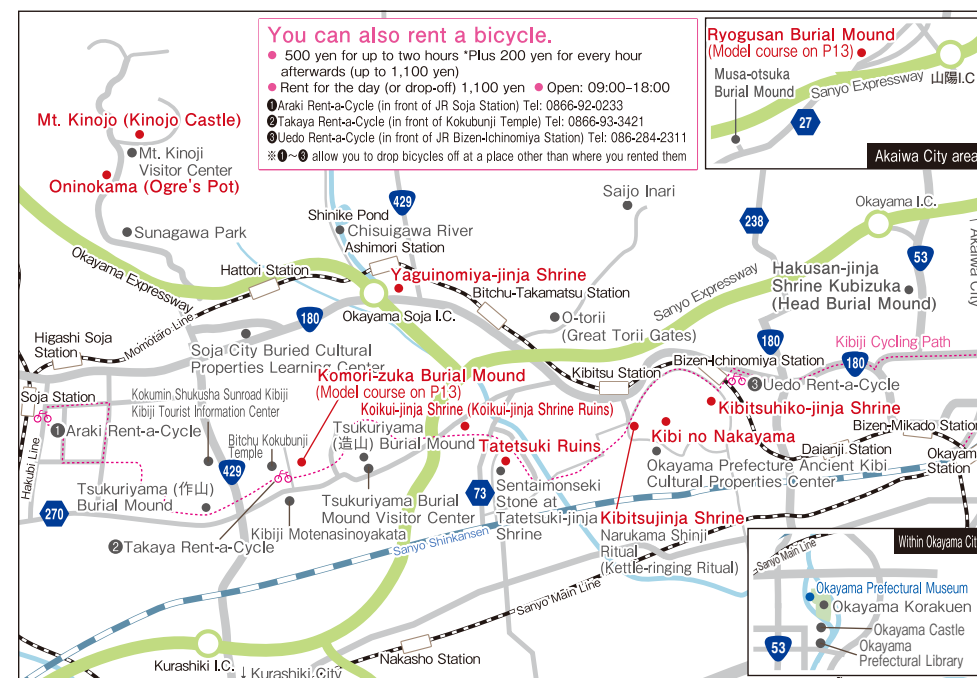 You can also rent a bicycle.
● 500 yen for up to two hours *Plus 200 yen for every hour
afterwards (up to 1,100 yen)
● Rent for the day (or drop-off) 1,100 yen ● Open: 09:00–18:00
❶Araki Rent-a-Cycle (in front of JR Soja Station) Tel: 0866-92-0233
❷Takaya Rent-a-Cycle (in front of Kokubunji Temple) Tel: 0866-93-3421
❸Uedo Rent-a-Cycle (in front of JR Bizen-Ichinomiya Station) Tel: 086-284-2311
※❶~❸ allow you to drop bicycles off at a place other than where you rented them
Ryogusan Burial Mound
(Model course on P13)
Musa-otsuka
Burial Mound
Sanyo Expressway
山陽I.C
27
Akaiwa City area
Mt. Kinojo (Kinojo Castle)
Mt. Kinoji
Visitor Center
Oninokama (Ogre's Pot)
Sunagawa Park
Okayama Expressway
Hattori Station
Shinike Pond
Chisuigawa River
Ashimori Station
429
Yaguinomiya-jinja Shrine
Bitchu-Takamatsu Station
Saijo Inari
O-torii
(Great Torii Gates)
Sanyo Expressway
238
Okayama I.C.
53
Akaiwa City
Hakusan-jinja
Shrine Kubizuka
(Head Burial Mound)
Okayama Soja I.C.
180
Momotaro Line
Higashi Soja
Station
Soja City Buried Cultural
Properties Learning Center
Komori-zuka Burial Mound
(Model course on P13)
Kibitsu Station
Bizen-Ichinomiya Station
180
180
Kibiji Cycling Path
❸Uedo Rent-a-Cycle
Soja Station
Kokumin Shukusha Sunroad Kibiji
Kibiji Tourist Information Center
❶Araki Rent-a-Cycle
Bitchu Kokubunji
Temple
Koikui-jinja Shrine (Koikui-jinja Shrine Ruins)
Tsukuriyama
(造山) Burial Mound
Tatetsuki Ruins
Kibitsuhiko-jinja Shrine
Kibi no Nakayama
Bizen-Mikado Station
Daianji Station
Okayama
Station
Okayama Prefecture Ancient Kibi
Cultural Properties Center
Hakubi Line
429
Tsukuriyama (作山)
Burial Mound
270
❷Takaya Rent-a-Cycle
Kibiji Motenasinoyakata
Tsukuriyama Burial
Mound Visitor Center
73
Sentaimonseki
Stone at
Tatetsuki-jinja
Shrine
Kibitsujinja Shrine
Narukama Shinji
Ritual
(Kettle-ringing Ritual)
Sanyo Shinkansen
Sanyo Main Line
Nakasho Station
Kurashiki I.C.
↓Kurashiki City
Within Okayama City
Sanyo Main Line
Okayama Prefectural Museum
Okayama Korakuen
Okayama Castle
Okayama
Prefectural Library
53